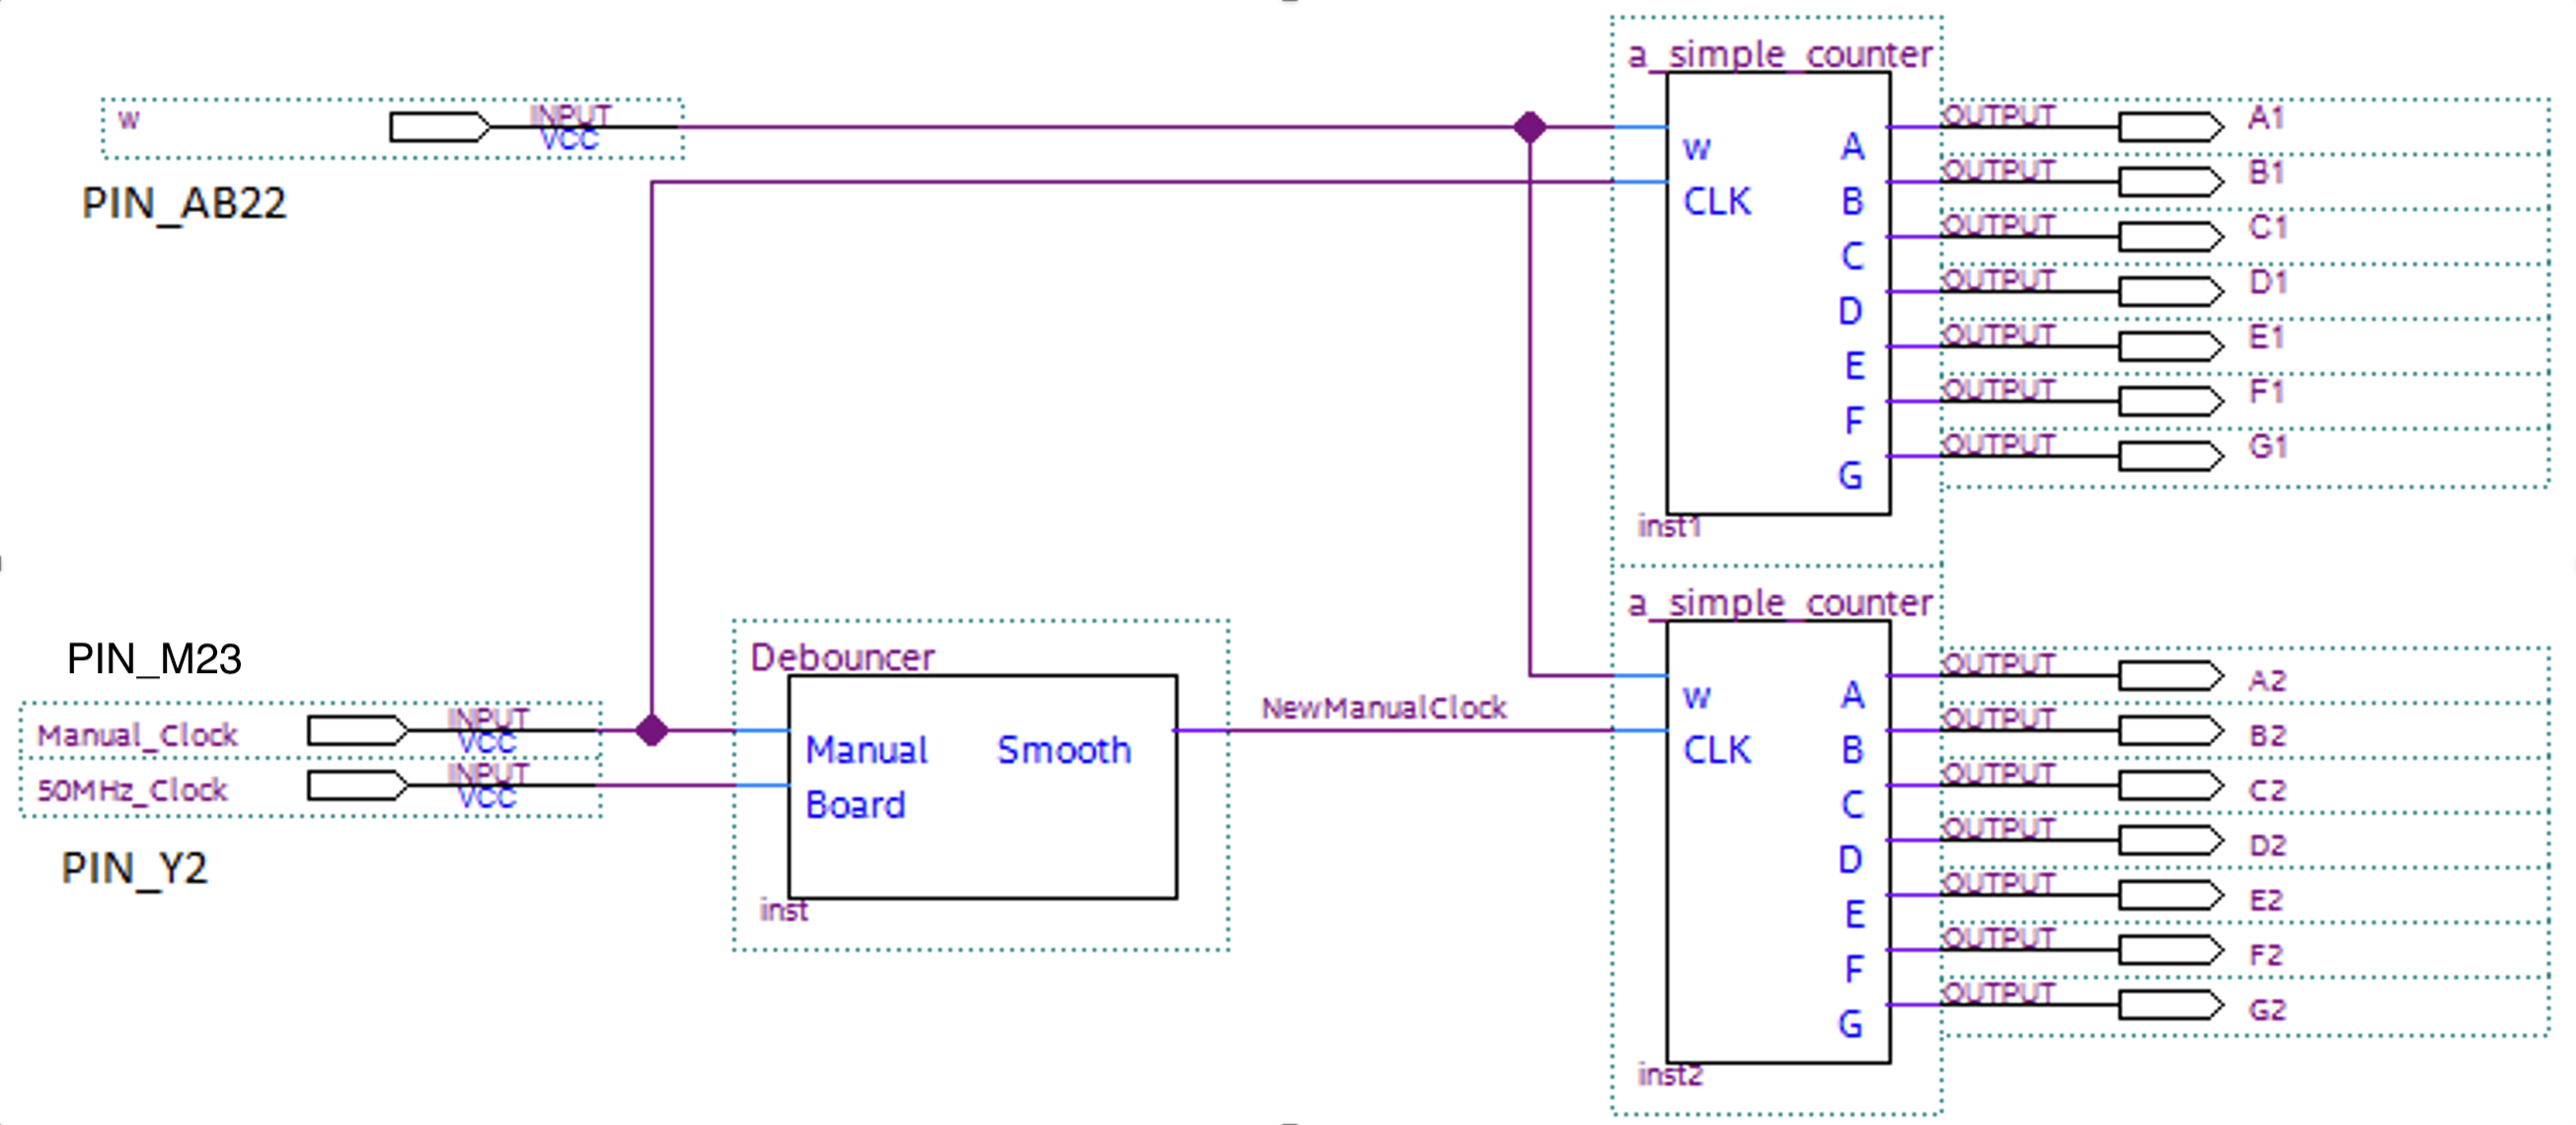 a_simple_counter
w
INPUT
VCC
PIN_AB22
w
CLK
A
B
C
D
E
F
G
inst1
OUTPUT
A1
OUTPUT
B1
OUTPUT
C1
OUTPUT
D1
OUTPUT
E1
OUTPUT
F1
OUTPUT
G1
PIN_M23
Manual_Clock
INPUT
VCC
50MHz_Clock
INPUT
VCC
PIN_Y2
Debouncer
Manual
Smooth
Board
inst
NewManualClock
a_simple_counter
w
CLK
A
B
C
D
E
F
G
inst2
OUTPUT
A2
OUTPUT
B2
OUTPUT
C2
OUTPUT
D2
OUTPUT
E2
OUTPUT
F2
OUTPUT
G2